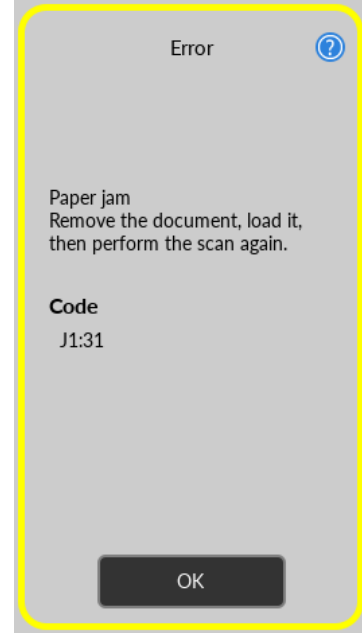 Error
?
Paper jam
Remove the document, load it,
then perform the scan again.
Code
J1:31
OK